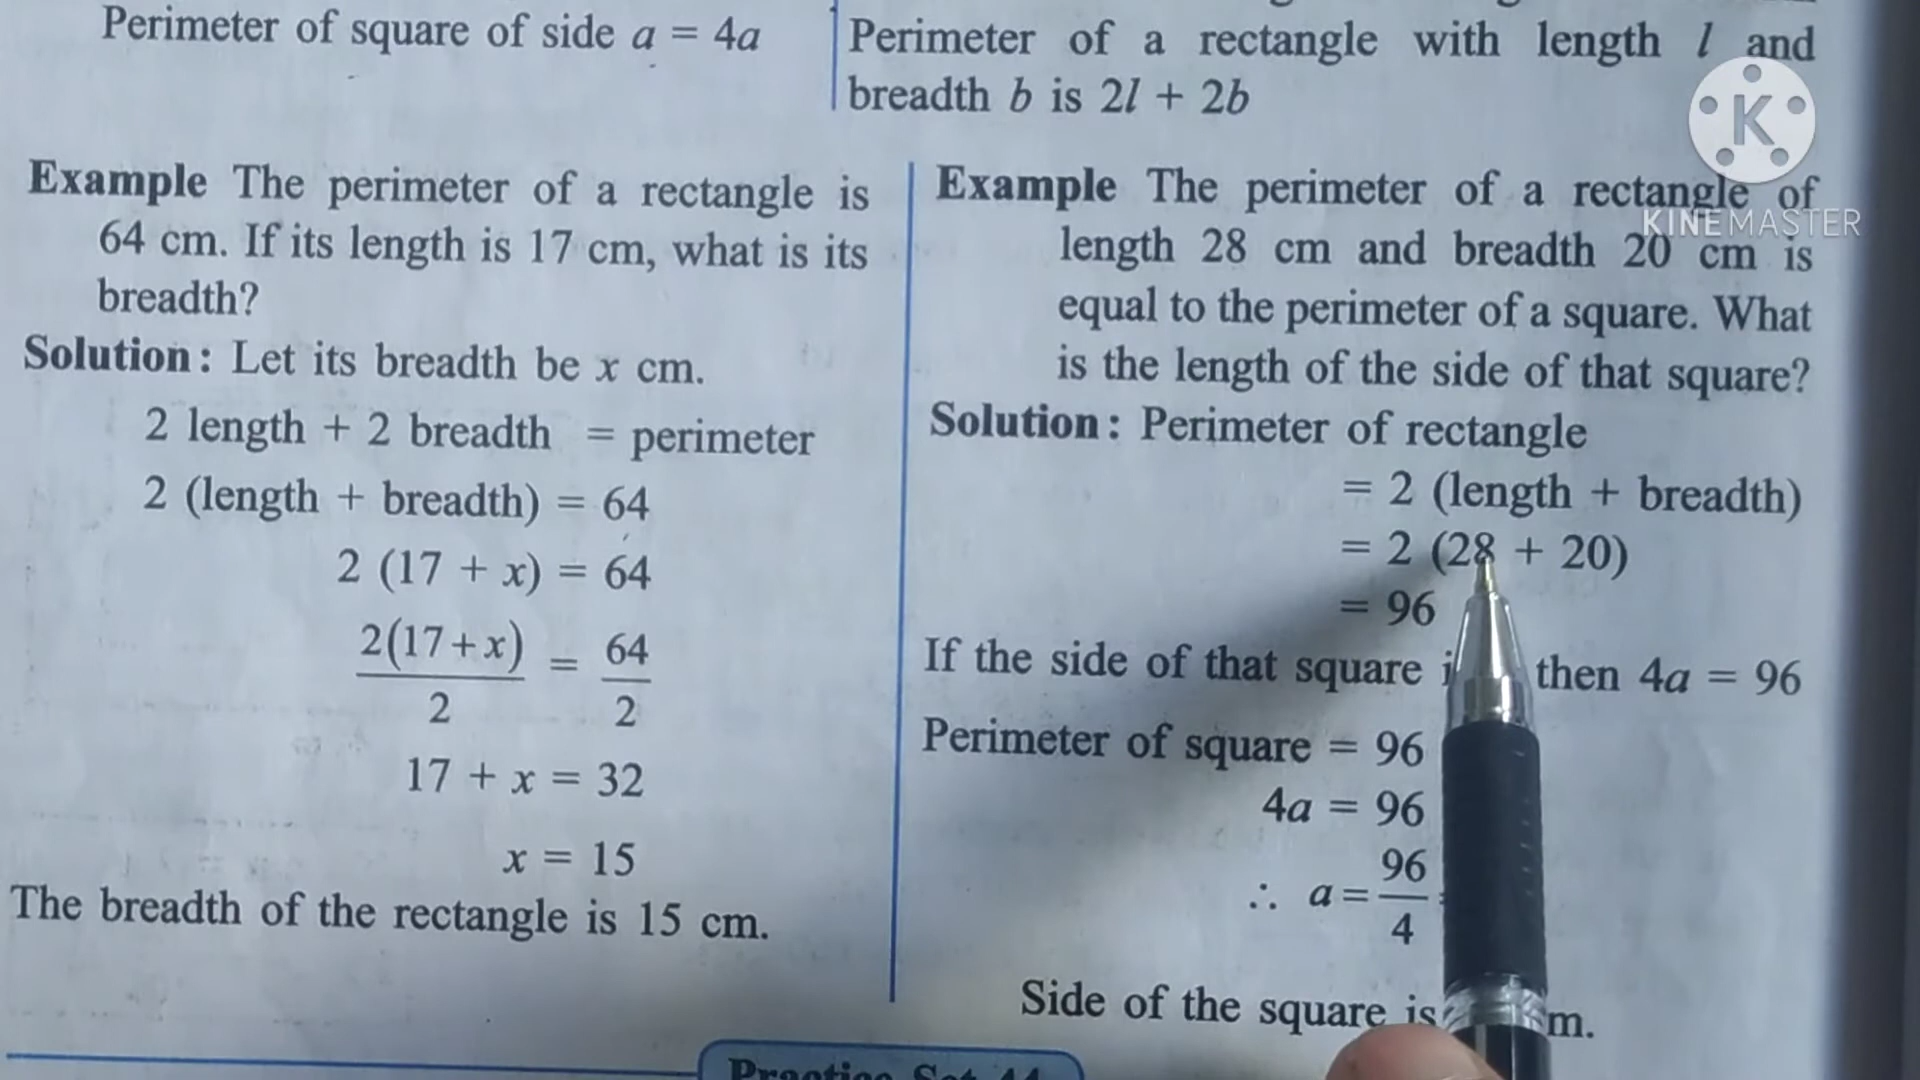 Perimeter of square of side a = 4a
Perimeter of a rectangle with length l and
breadth b is 2l + 2b
Example The perimeter of a rectangle is
64 cm. If its length is 17 cm, what is its
breadth?
Solution : Let its breadth be x cm.
2 length + 2 breadth = perimeter
2 (length + breadth) = 64
2 (17 + x) = 64
2(17+x)/2 = 64/2
17 + x = 32
x = 15
The breadth of the rectangle is 15 cm.
Example The perimeter of a rectangle of
length 28 cm and breadth 20 cm is
equal to the perimeter of a square. What
is the length of the side of that square?
Solution : Perimeter of rectangle
= 2 (length + breadth)
= 2 (28 + 20)
= 96
If the side of that square then 4a = 96
Perimeter of square = 96
4a = 96
∴ a = 96/4
Side of the square is m.
Practice Set
K
KINEMASTER